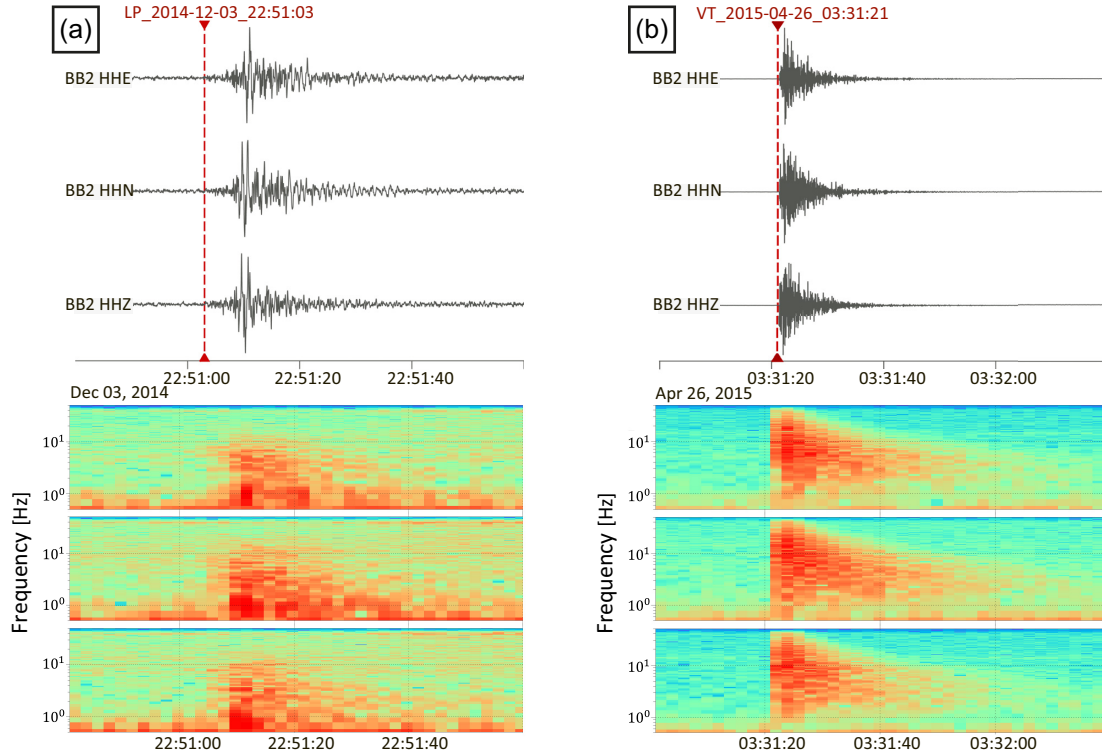 (a)
LP_2014-12-03_22:51:03
BB2 HHE
BB2 HHN
BB2 HHZ
22:51:00 22:51:20 22:51:40
Dec 03, 2014
Frequency [Hz]
10¹
10⁰
10¹
10⁰
10¹
10⁰
22:51:00 22:51:20 22:51:40
(b)
VT_2015-04-26_03:31:21
BB2 HHE
BB2 HHN
BB2 HHZ
03:31:20 03:31:40 03:32:00
Apr 26, 2015
Frequency [Hz]
10¹
10⁰
10¹
10⁰
10¹
10⁰
03:31:20 03:31:40 03:32:00